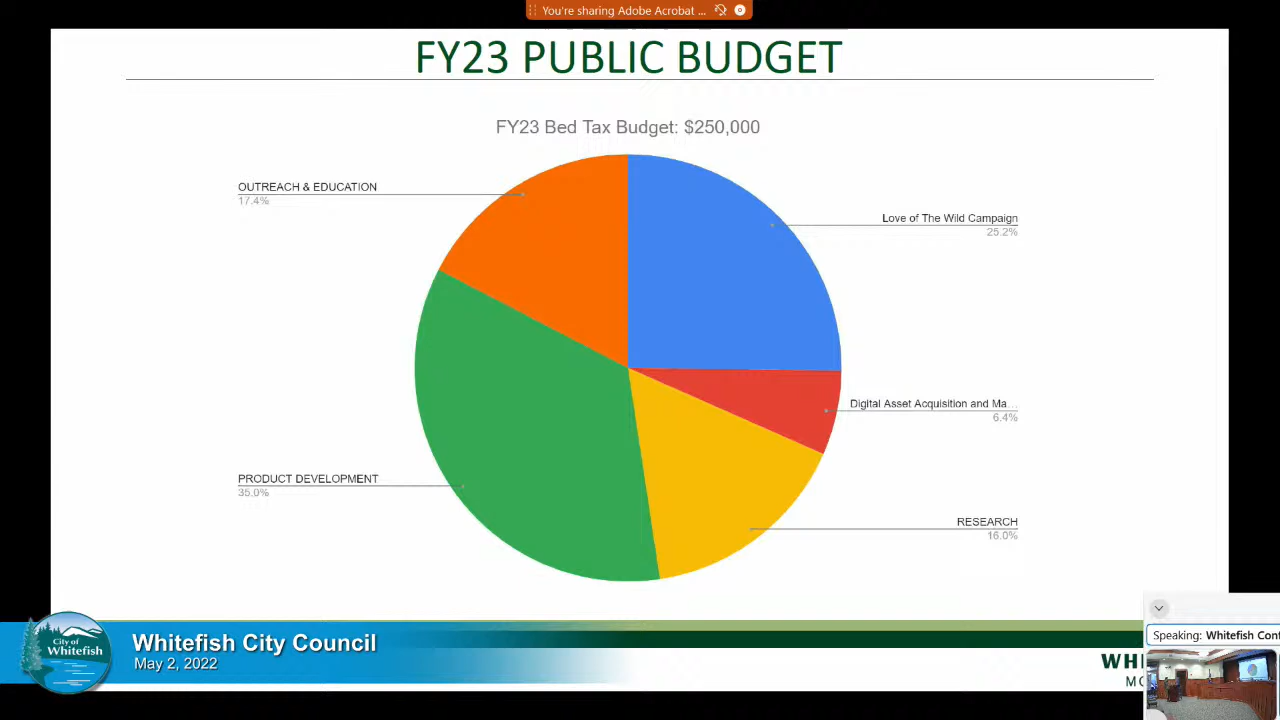 You're sharing Adobe Acrobat ...
FY23 PUBLIC BUDGET
FY23 Bed Tax Budget: $250,000
OUTREACH & EDUCATION
17.4%
Love of The Wild Campaign
25.2%
Digital Asset Acquisition and Ma...
6.4%
PRODUCT DEVELOPMENT
35.0%
RESEARCH
16.0%
City of
Whitefish
Whitefish City Council
May 2, 2022
Speaking: Whitefish Con
WHI
MO